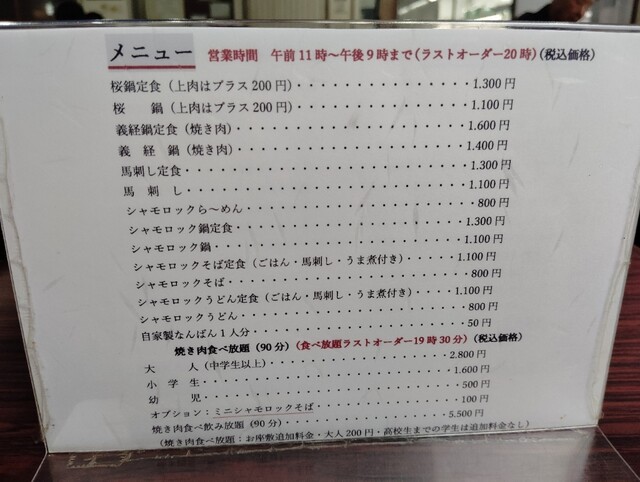 メニュー 営業時間 午前11時～午後9時まで(ラストオーダー20時)(税込価格)
桜鍋定食(上肉はプラス200円)・・・・・・・・・・・・・・・1.300円
桜 鍋(上肉はプラス200円)・・・・・・・・・・・・・・・1.100円
義経鍋定食(焼き肉)・・・・・・・・・・・・・・・・・・・・1.600円
義 経 鍋(焼き肉)・・・・・・・・・・・・・・・・・・・・1.400円
馬刺し定食・・・・・・・・・・・・・・・・・・・・・・・・1.300円
馬 刺 し・・・・・・・・・・・・・・・・・・・・・・・・1.100円
シャモロックら～めん・・・・・・・・・・・・・・・・・・・800円
シャモロック鍋定食・・・・・・・・・・・・・・・・・・・・1.300円
シャモロック鍋・・・・・・・・・・・・・・・・・・・・・・1.100円
シャモロックそば定食(ごはん・馬刺し・うま煮付き)・・・・・1.100円
シャモロックそば・・・・・・・・・・・・・・・・・・・・・800円
シャモロックうどん定食(ごはん・馬刺し・うま煮付き)・・・・1.100円
シャモロックうどん・・・・・・・・・・・・・・・・・・・・800円
自家製なんばん1人分・・・・・・・・・・・・・・・・・・・50円
焼き肉食べ放題(90分)(食べ放題ラストオーダー19時30分)(税込価格)
大 人(中学生以上)・・・・・・・・・・・・・・・・・・・2.800円
小 学 生・・・・・・・・・・・・・・・・・・・・・・・・1.600円
幼 児・・・・・・・・・・・・・・・・・・・・・・・・・500円
オプション:ミニシャモロックそば・・・・・・・・・・・・・100円
焼き肉食べ飲み放題(90分)・・・・・・・・・・・・・・・・5.500円
(焼き肉食べ放題:お座敷追加料金・大人200円・高校生までの学生は追加料金なし)